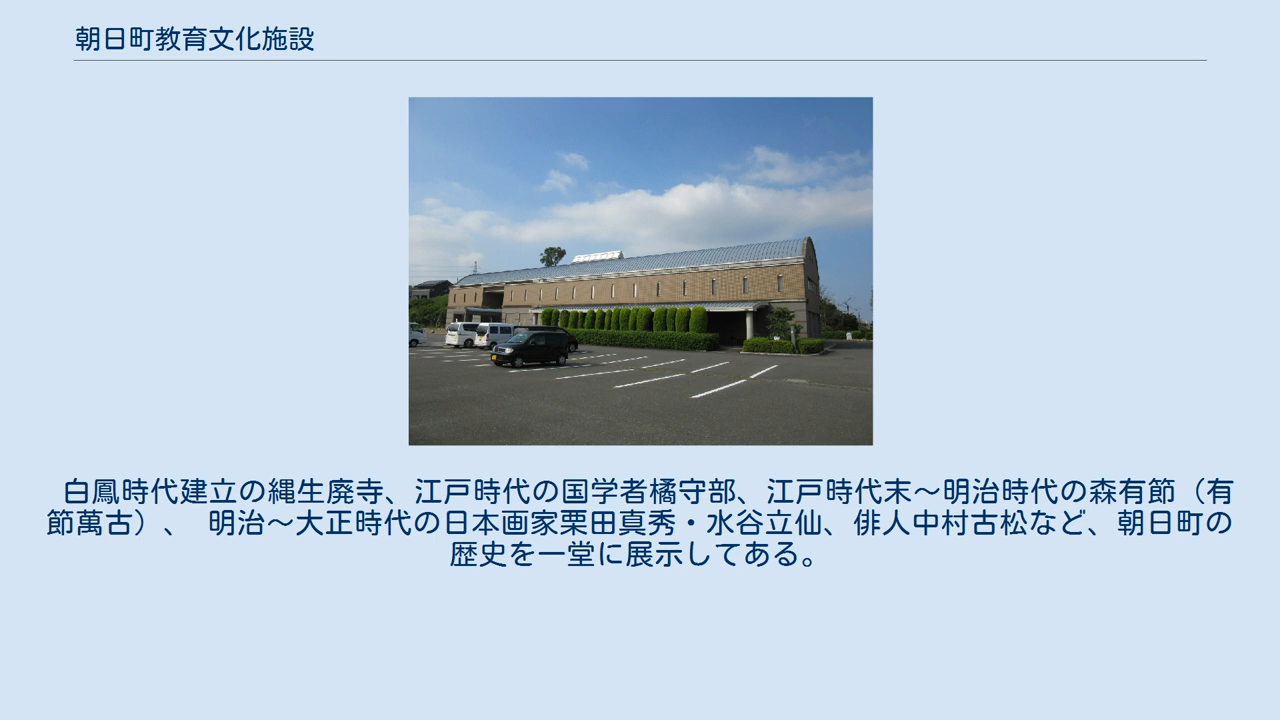 朝日町教育文化施設
白鳳時代建立の縄生廃寺、江戸時代の国学者橘守部、江戸時代末～明治時代の森有節（有
節萬古）、　明治～大正時代の日本画家栗田真秀・水谷立仙、俳人中村古松など、朝日町の
歴史を一堂に展示してある。